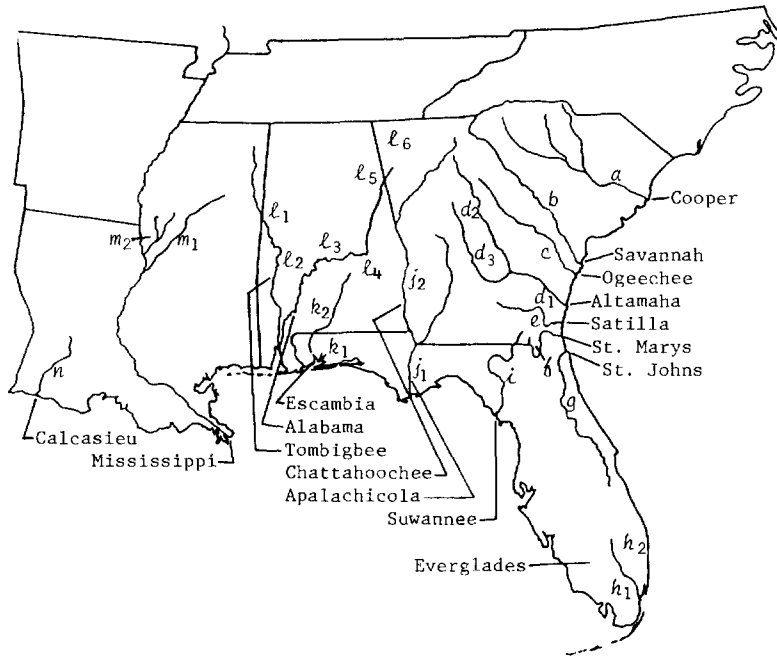 ℓ6
ℓ5
a
Cooper
b
ℓ1
d2
m2
m1
ℓ3
c
Savannah
ℓ2
d3
Ogeechee
ℓ4
j2
d1
Altamaha
k2
e
Satilla
k1
St. Marys
f
St. Johns
n
j1
i
g
Escambia
Alabama
Calcasieu
Tombigbee
Mississippi
Chattahoochee
Apalachicola
Suwannee
h2
Everglades
h1